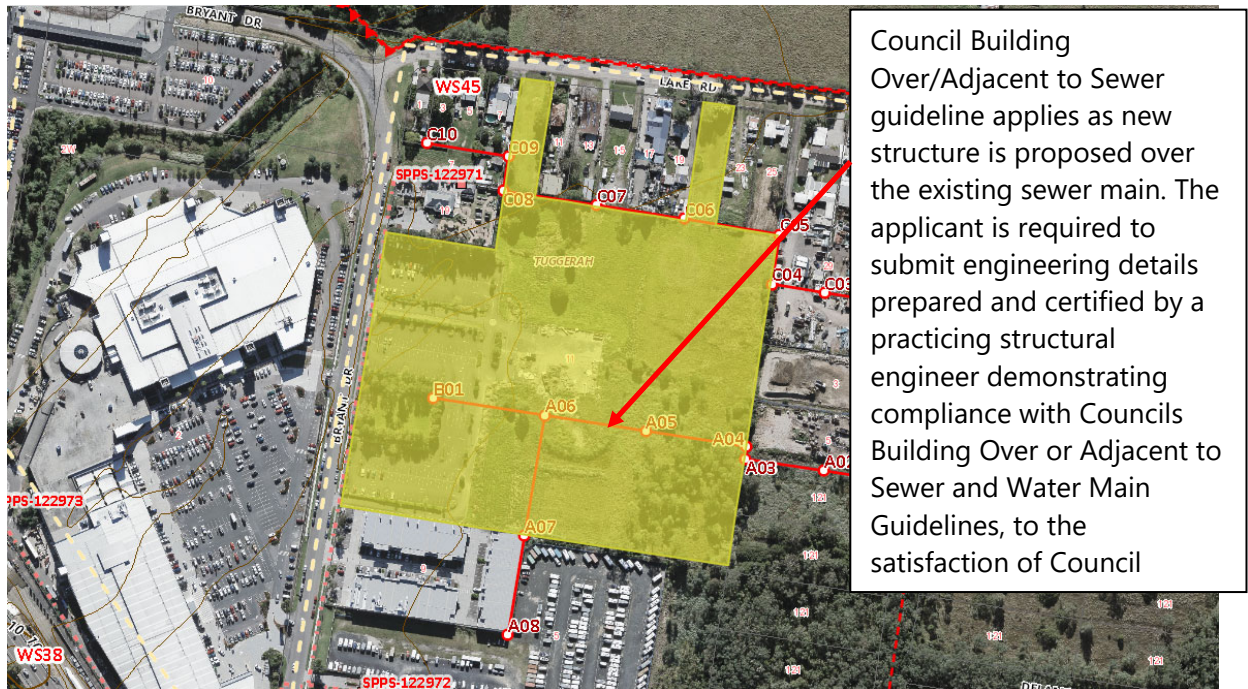 BRYANT DR
LAKE RD
WS45
C10
C09
SPPS-122971
C08
C07
C06
C05
C04
C03
TUGGERAH
11
B01
A06
A05
A04
A03
A02
A07
A08
BRYANT DR
PPS-122973
WS38
SPPS-122972
Council Building
Over/Adjacent to Sewer
guideline applies as new
structure is proposed over
the existing sewer main. The
applicant is required to
submit engineering details
prepared and certified by a
practicing structural
engineer demonstrating
compliance with Councils
Building Over or Adjacent to
Sewer and Water Main
Guidelines, to the
satisfaction of Council